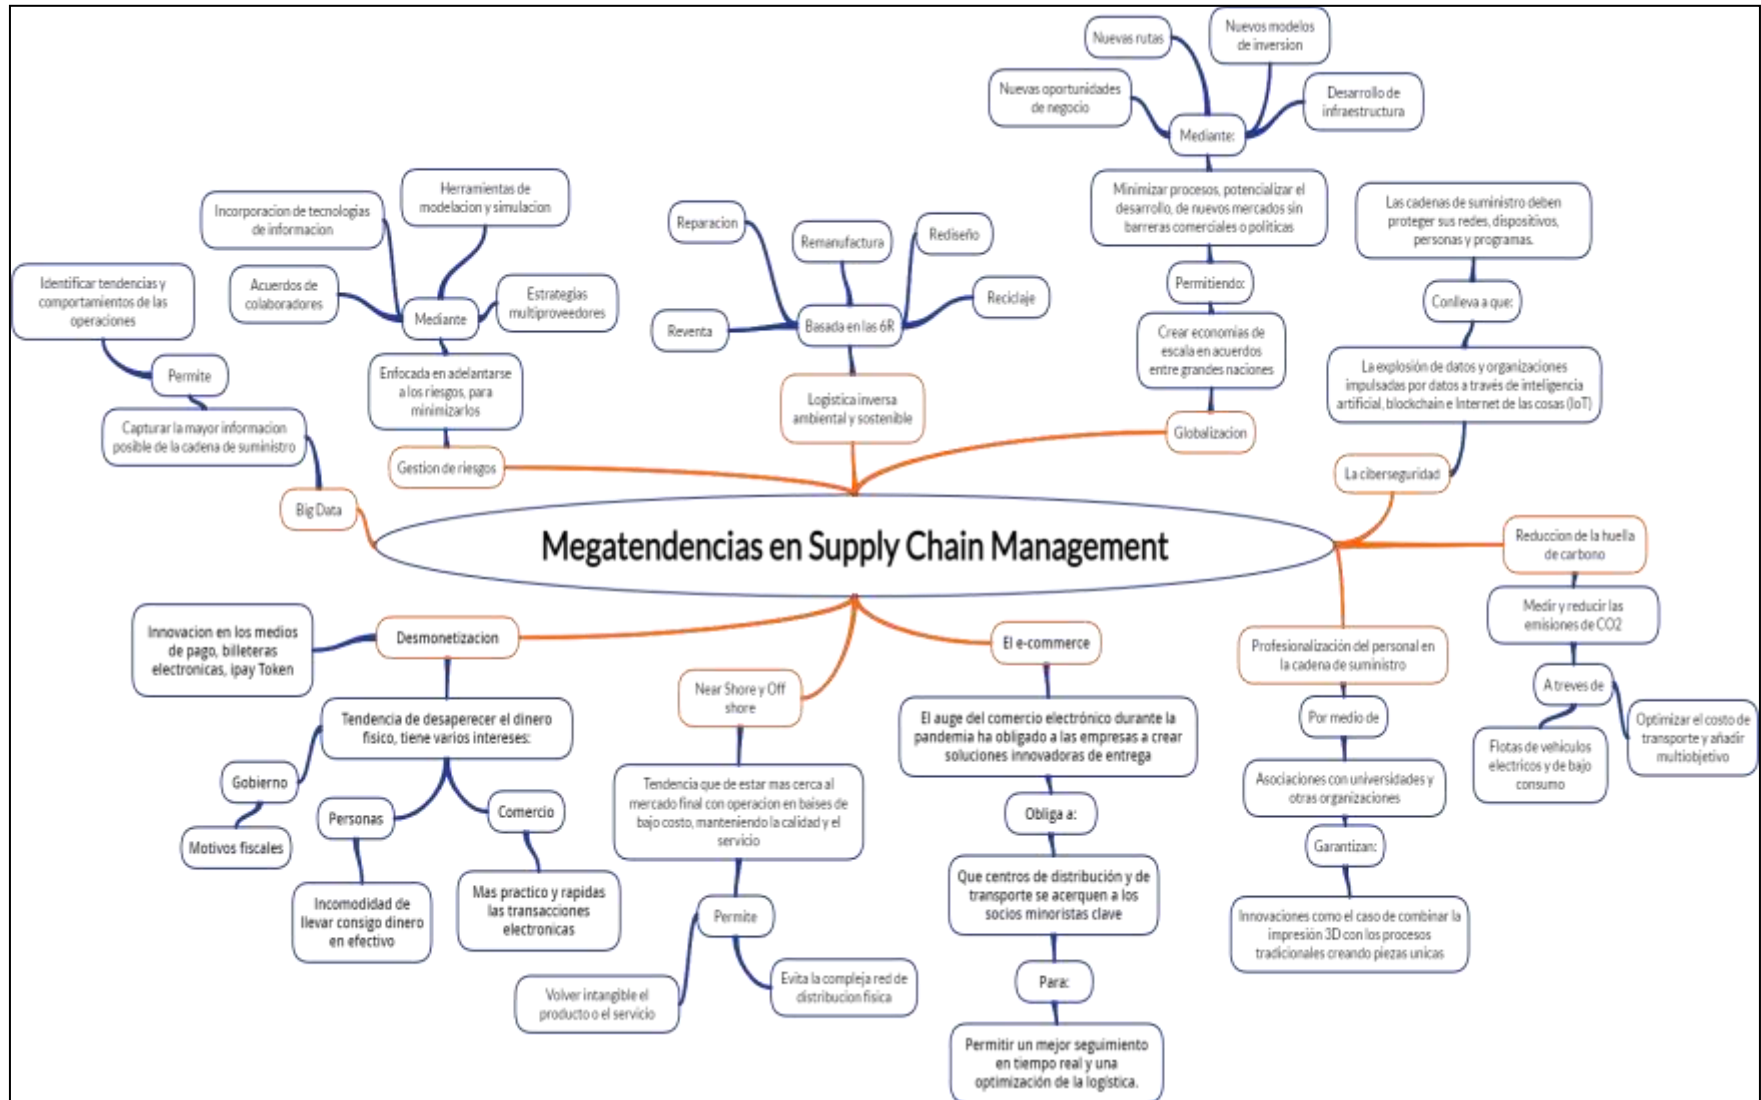 Nuevas rutas
Nuevos modelos
de inversion
Nuevas oportunidades
de negocio
Desarrollo de
infraestructura
Mediante:
Minimizar procesos, potencializar el
desarrollo, de nuevos mercados sin
barreras comerciales o politicas
Permitiendo:
Crear economias de
escala en acuerdos
entre grandes naciones
Globalizacion
Herramientas de
modelacion y simulacion
Incorporacion de tecnologias
de informacion
Acuerdos de
colaboradores
Estrategias
multiproveedores
Mediante
Enfocada en adelantarse
a los riesgos, para
minimizarlos
Gestion de riesgos
Identificar tendencias y
comportamientos de las
operaciones
Permite
Capturar la mayor informacion
posible de la cadena de suministro
Big Data
Reparacion
Remanufactura
Rediseño
Reciclaje
Reventa
Basada en las 6R
Logistica inversa
ambiental y sostenible
Las cadenas de suministro deben
proteger sus redes, dispositivos,
personas y programas.
Conlleva a que:
La explosión de datos y organizaciones
impulsadas por datos a través de inteligencia
artificial, blockchain e Internet de las cosas (IoT)
La ciberseguridad
Megatendencias en Supply Chain Management
Reduccion de la huella
de carbono
Medir y reducir las
emisiones de CO2
A treves de
Flotas de vehiculos
electricos y de bajo
consumo
Optimizar el costo de
transporte y añadir
multiobjetivo
Desmonetizacion
Innovacion en los medios
de pago, billeteras
electronicas, ipay Token
Tendencia de desaperecer el dinero
fisico, tiene varios intereses:
Gobierno
Motivos fiscales
Personas
Incomodidad de
llevar consigo dinero
en efectivo
Comercio
Mas practico y rapidas
las transacciones
electronicas
Near Shore y Off
shore
Tendencia que de estar mas cerca al
mercado final con operacion en baises de
bajo costo, manteniendo la calidad y el
servicio
Permite
Volver intangible el
producto o el servicio
Evita la compleja red de
distribucion fisica
El e-commerce
El auge del comercio electrónico durante la
pandemia ha obligado a las empresas a crear
soluciones innovadoras de entrega
Obliga a:
Que centros de distribución y de
transporte se acerquen a los
socios minoristas clave
Para:
Permitir un mejor seguimiento
en tiempo real y una
optimización de la logística.
Profesionalización del personal en
la cadena de suministro
Por medio de
Asociaciones con universidades y
otras organizaciones
Garantizan:
Innovaciones como el caso de combinar la
impresión 3D con los procesos
tradicionales creando piezas unicas